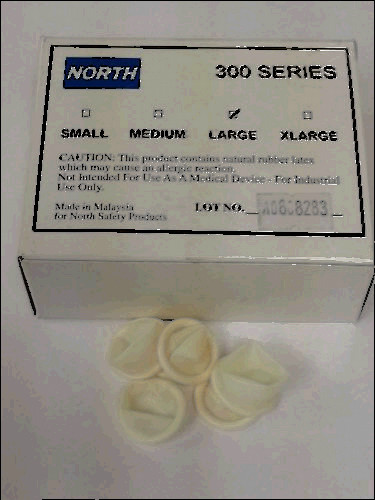 NORTH
300 SERIES
SMALL MEDIUM LARGE XLARGE
CAUTION: This product contains natural rubber latex
which may cause an allergic reaction.
Not Intended For Use As A Medical Device - For Industrial
Use Only.
Made in Malaysia
for North Safety Products
LOT NO.